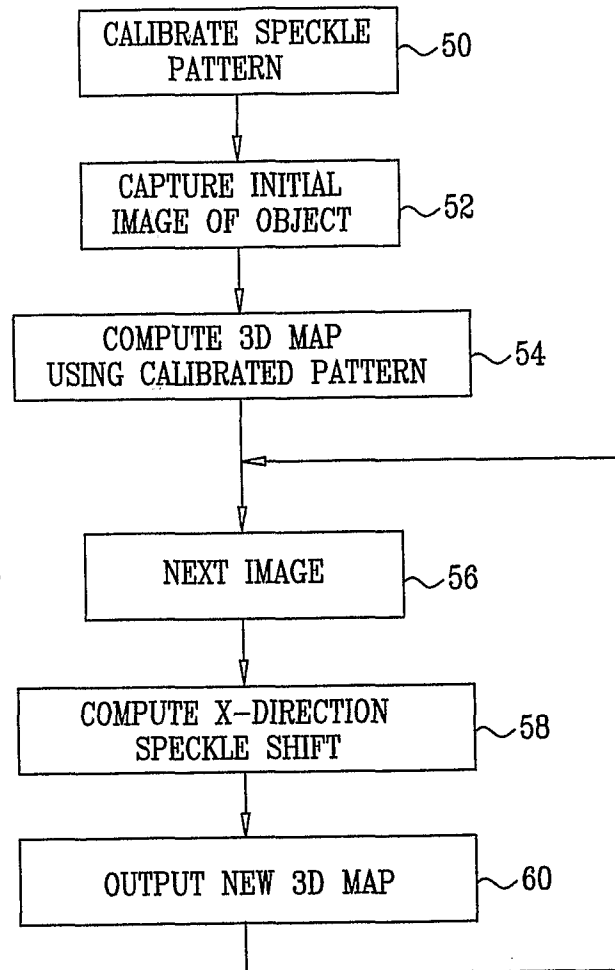 CALIBRATE SPECKLE
PATTERN
50
CAPTURE INITIAL
IMAGE OF OBJECT
52
COMPUTE 3D MAP
USING CALIBRATED PATTERN
54
NEXT IMAGE
56
COMPUTE X-DIRECTION
SPECKLE SHIFT
58
OUTPUT NEW 3D MAP
60